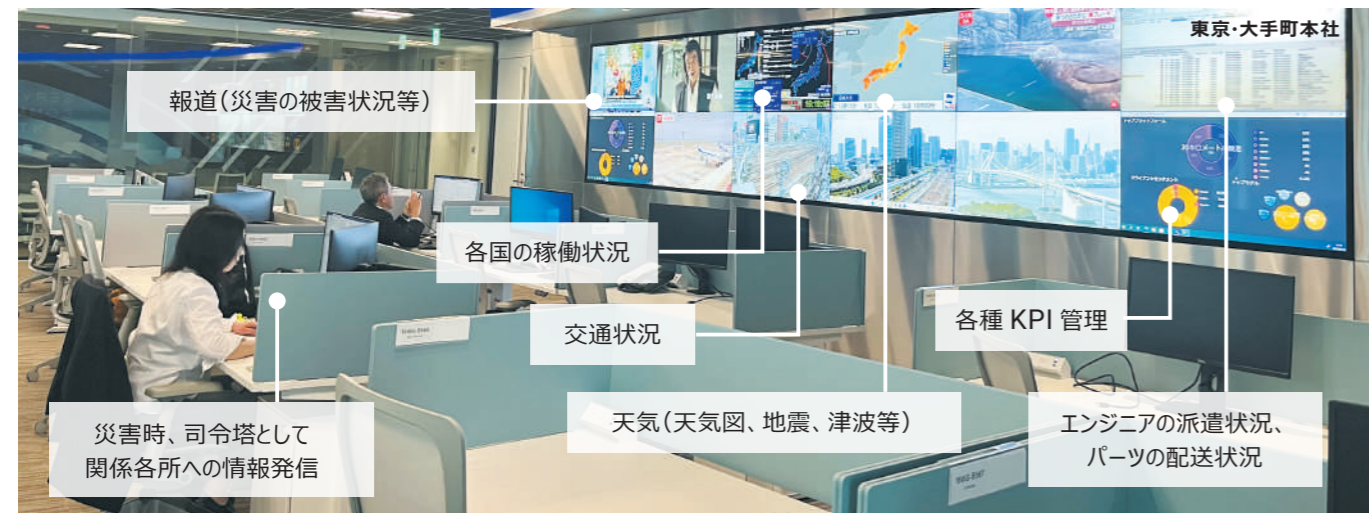 東京・大手町本社
報道（災害の被害状況等）
各国の稼働状況
交通状況
各種 KPI 管理
天気（天気図、地震、津波等）
災害時、司令塔として
関係各所への情報発信
エンジニアの派遣状況、
パーツの配送状況